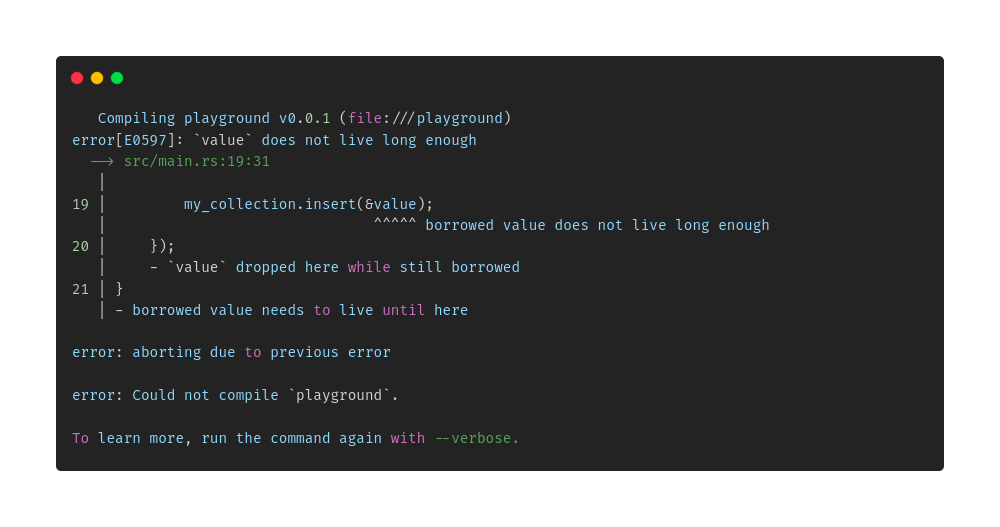 Compiling playground v0.0.1 (file:///playground)
error[E0597]: `value` does not live long enough
  --> src/main.rs:19:31
   |
19 |         my_collection.insert(&value);
   |                               ^^^^^ borrowed value does not live long enough
20 |     });
   |     - `value` dropped here while still borrowed
21 | }
   | - borrowed value needs to live until here

error: aborting due to previous error

error: Could not compile `playground`.

To learn more, run the command again with --verbose.